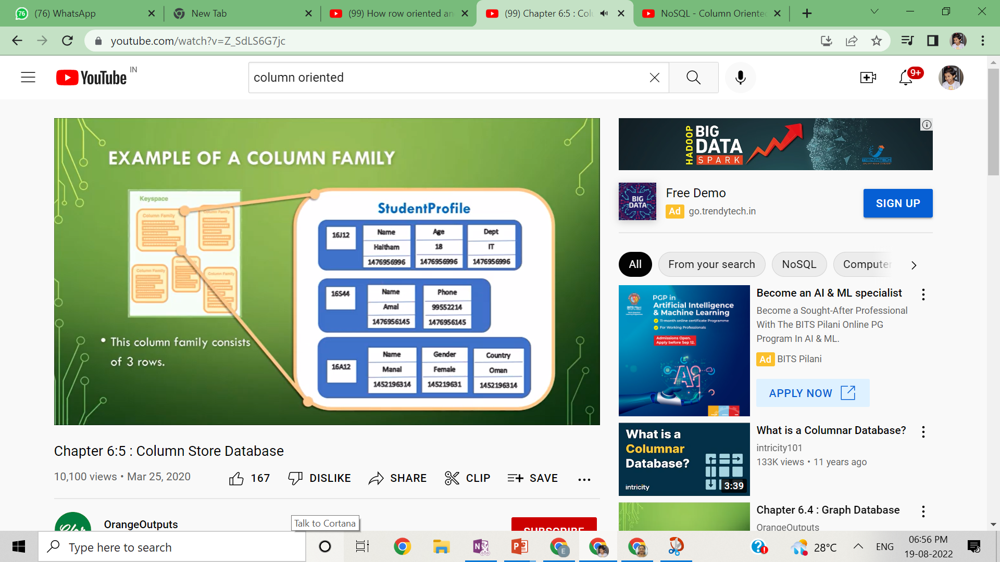 (76) WhatsApp
New Tab
(99) How row oriented an
(99) Chapter 6:5 : Colu
NoSQL - Column Oriente
youtube.com/watch?v=Z_SdLS6G7jc
YouTube IN
column oriented
9+
EXAMPLE OF A COLUMN FAMILY
Keyspace
Column Family
Column Family
Column Family
Column Family
StudentProfile
16J12
Name
Age
Dept
Haitham
18
IT
1476956996
1476956996
1476956996
16S44
Name
Phone
Amal
99552214
1476956145
1476956145
16A12
Name
Gender
Country
Manal
Female
Oman
1452196314
145219631
1452196314
• This column family consists
of 3 rows.
Chapter 6:5 : Column Store Database
10,100 views • Mar 25, 2020
167
DISLIKE
SHARE
CLIP
SAVE
OrangeOutputs
Talk to Cortana
SUBSCRIBE
HADOOP
BIG
DATA
SPARK
TRENDYTECH
BIG
DATA
Free Demo
Ad go.trendytech.in
SIGN UP
All
From your search
NoSQL
Computer
BITS Pilani
PGP in
Artificial Intelligence
& Machine Learning
11-month online certificate Programme
For Working Professionals
Admissions Open.
Apply before Sep 12.
Become an AI & ML specialist
Become a Sought-After Professional
With The BITS Pilani Online PG
Program In AI & ML.
Ad BITS Pilani
APPLY NOW
What is a
Columnar
Database?
intricity
3:39
What is a Columnar Database?
intricity101
133K views • 11 years ago
Chapter 6.4 : Graph Database
OrangeOutputs
Type here to search
28°C
ENG
06:56 PM
19-08-2022